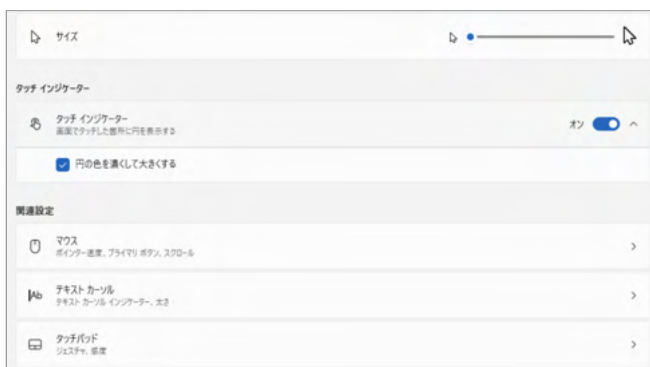 サイズ
タッチ インジケーター
タッチ インジケーター
画面でタッチした箇所に円を表示する
オン
円の色を濃くして大きくする
関連設定
マウス
ポインター速度、プライマリ ボタン、スクロール
Ab
テキスト カーソル
テキスト カーソル インジケーター、太さ
タッチパッド
ジェスチャ、感度